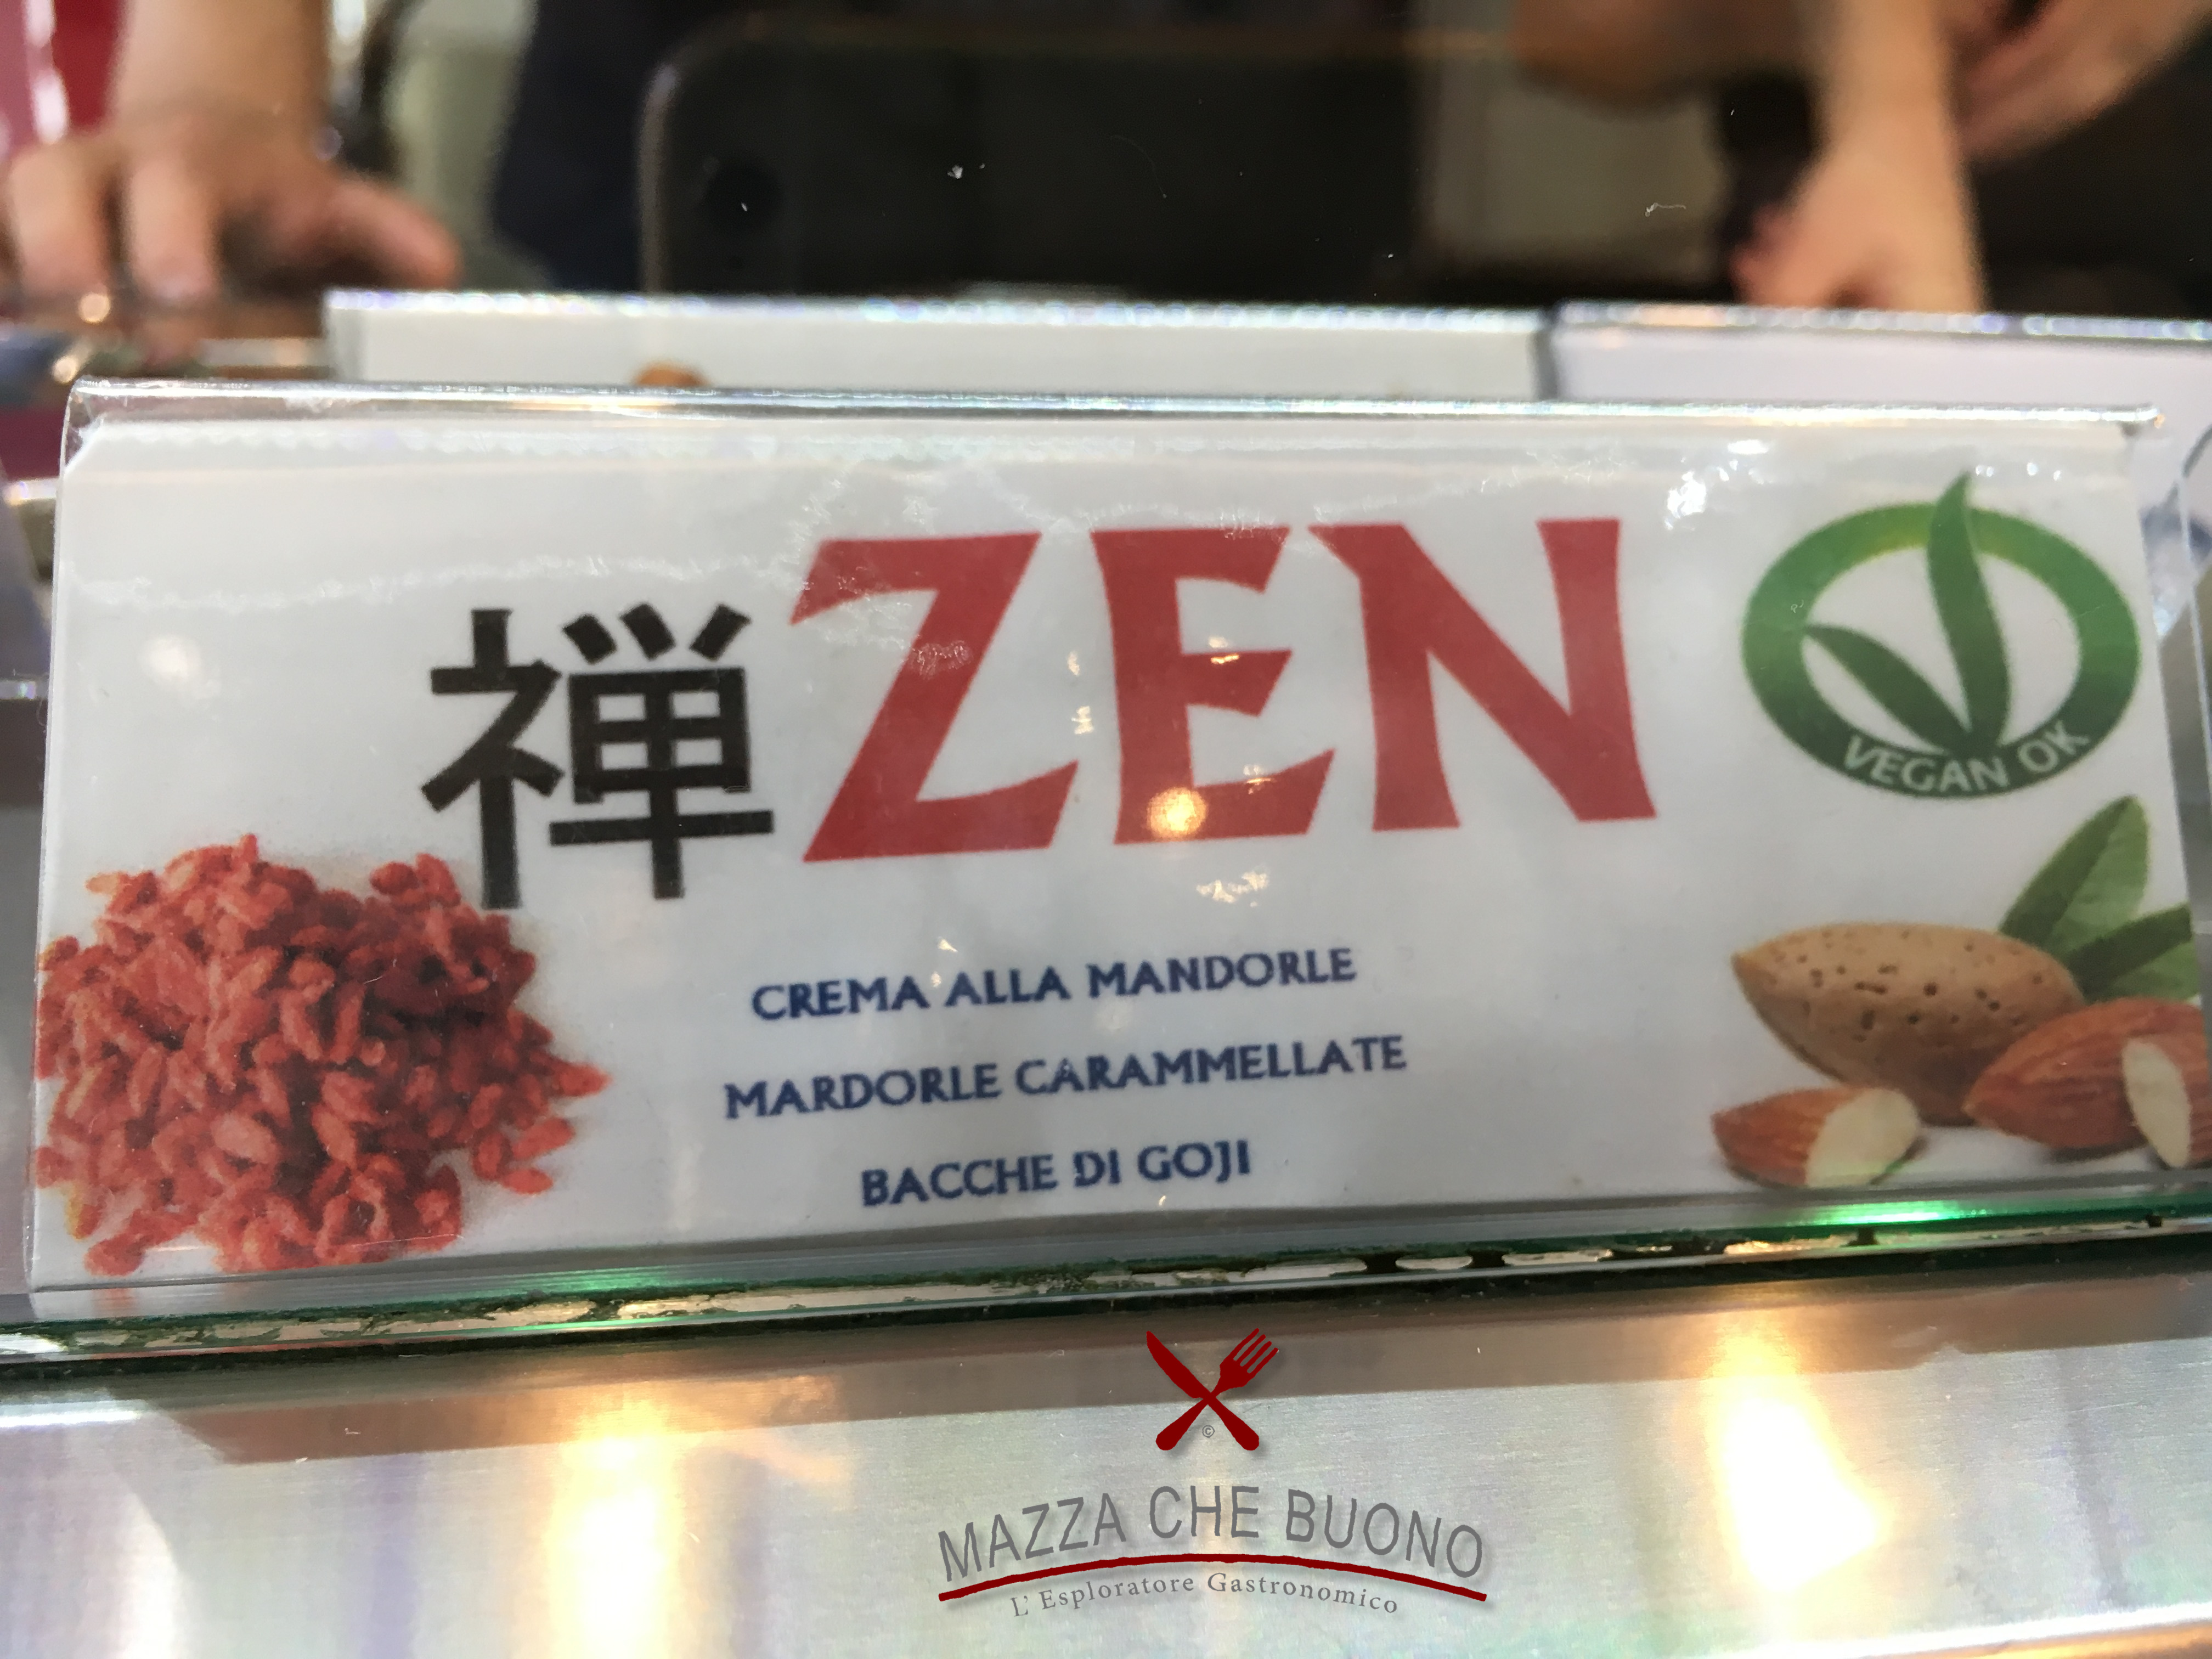 禅 ZEN
VEGAN OK
CREMA ALLA MANDORLE
MARDORLE CARAMMELLATE
BACCHE DI GOJI
©
MAZZA CHE BUONO
L' Esploratore Gastronomico